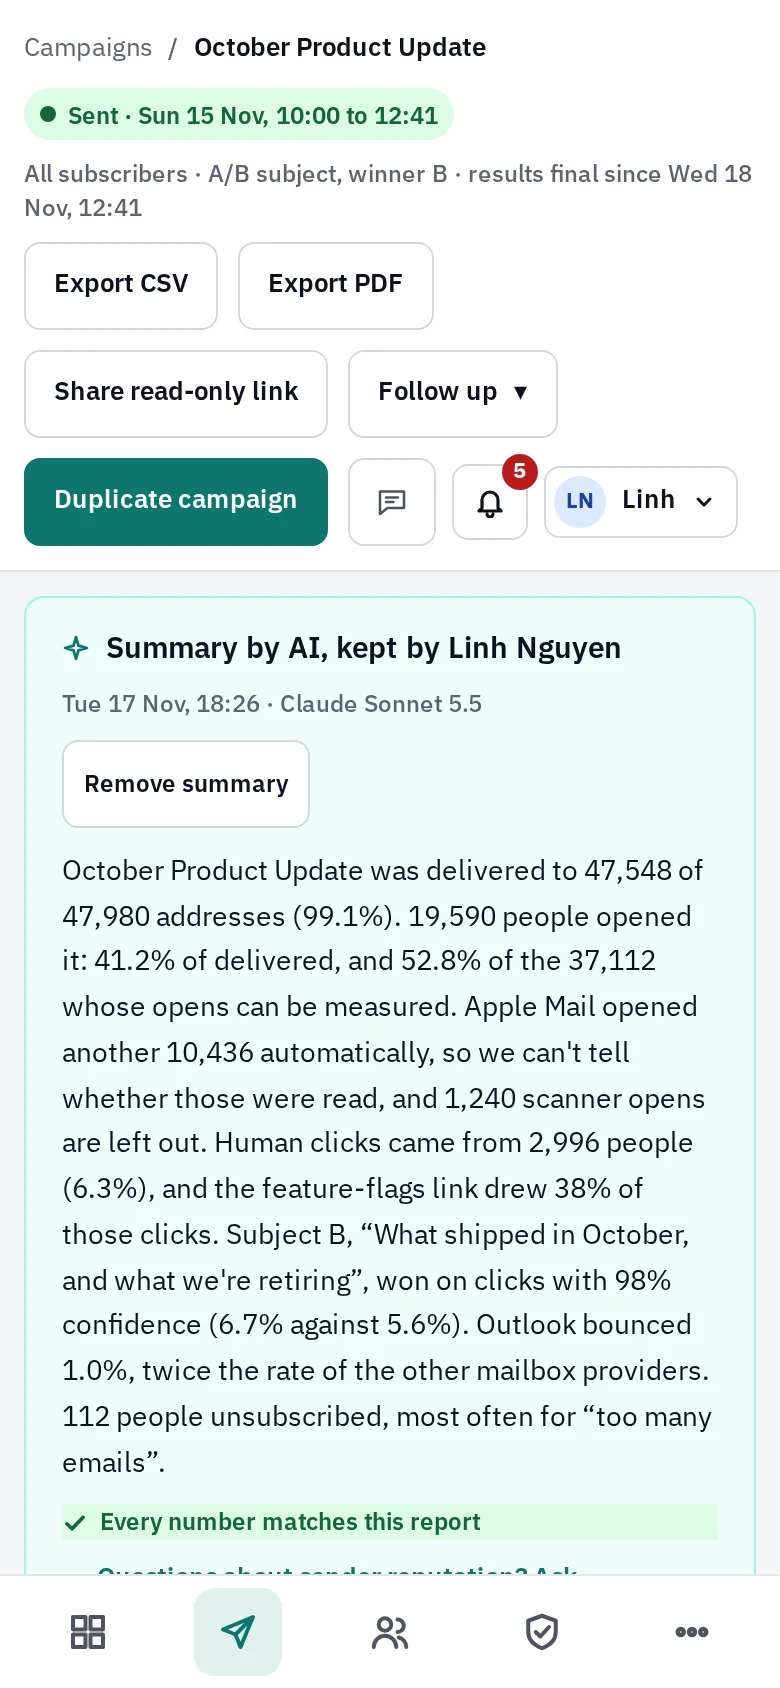 Campaigns / October Product Update
Sent · Sun 15 Nov, 10:00 to 12:41
All subscribers · A/B subject, winner B · results final since Wed 18
Nov, 12:41
Export CSV
Export PDF
Share read-only link
Follow up ▼
Duplicate campaign
5
LN
Linh
Summary by AI, kept by Linh Nguyen
Tue 17 Nov, 18:26 · Claude Sonnet 5.5
Remove summary
October Product Update was delivered to 47,548 of
47,980 addresses (99.1%). 19,590 people opened
it: 41.2% of delivered, and 52.8% of the 37,112
whose opens can be measured. Apple Mail opened
another 10,436 automatically, so we can't tell
whether those were read, and 1,240 scanner opens
are left out. Human clicks came from 2,996 people
(6.3%), and the feature-flags link drew 38% of
those clicks. Subject B, “What shipped in October,
and what we're retiring”, won on clicks with 98%
confidence (6.7% against 5.6%). Outlook bounced
1.0%, twice the rate of the other mailbox providers.
112 people unsubscribed, most often for “too many
emails”.
Every number matches this report
Questions about sender reputation? Ask